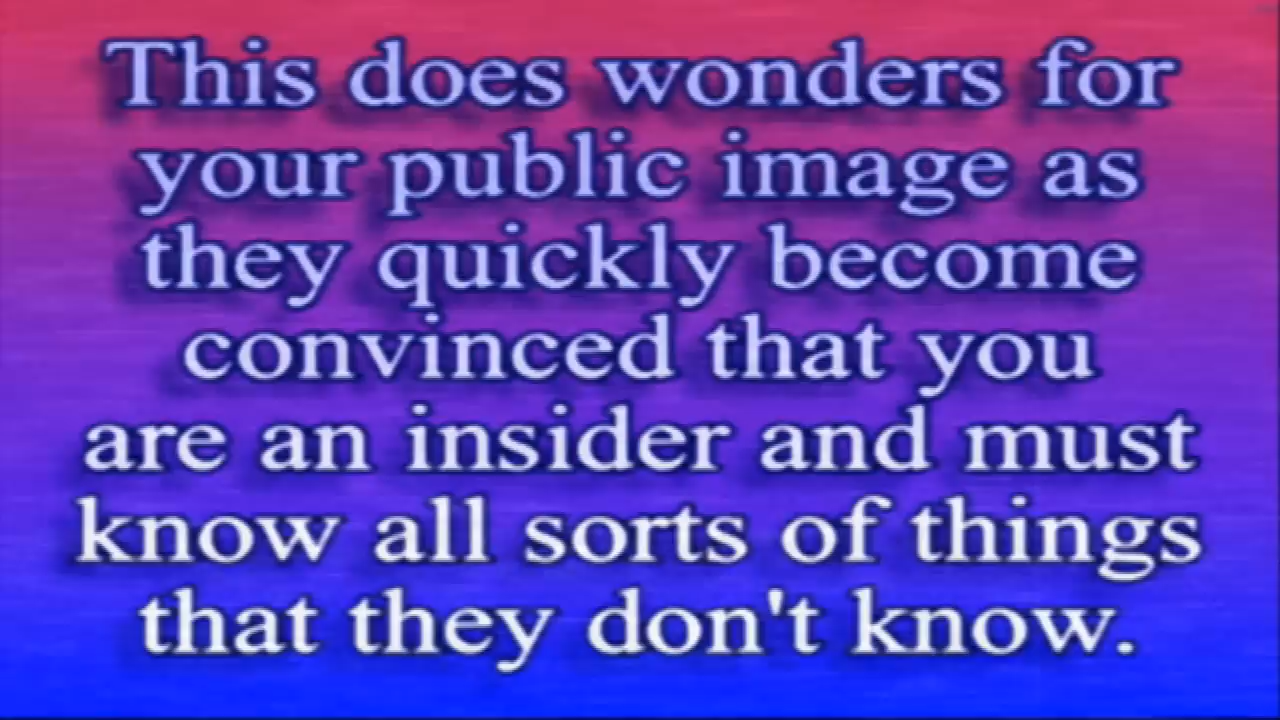 This does wonders for
your public image as
they quickly become
convinced that you
are an insider and must
know all sorts of things
that they don't know.